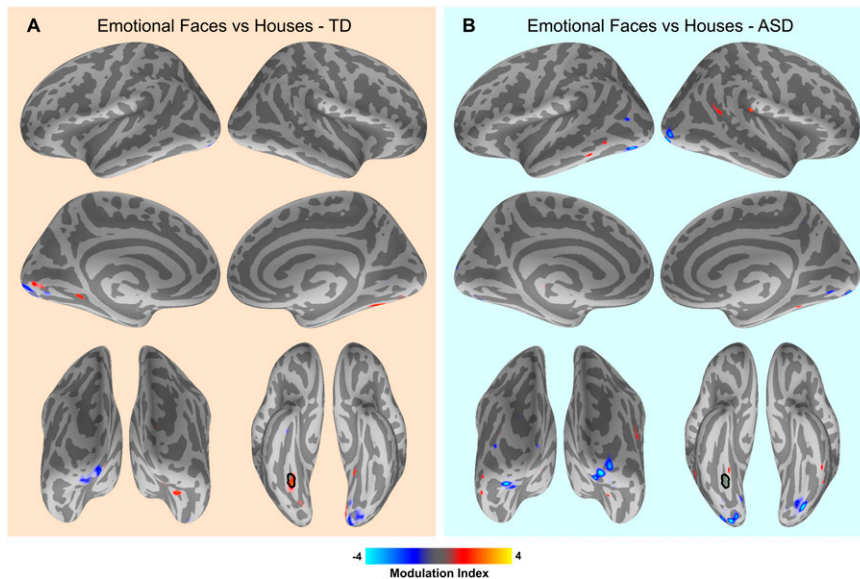 A Emotional Faces vs Houses - TD
B Emotional Faces vs Houses - ASD
-4 4
Modulation Index